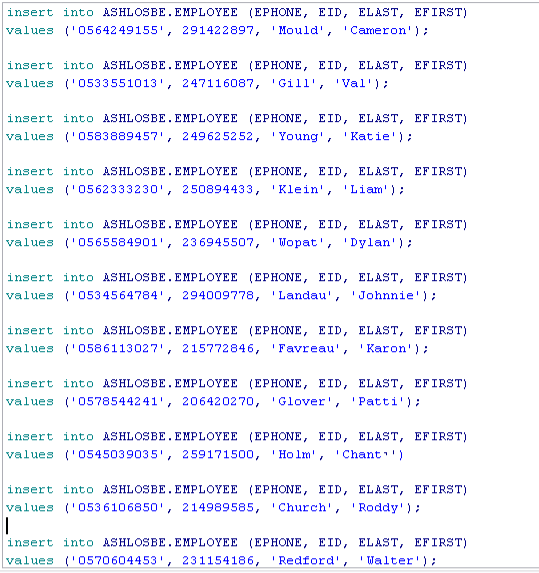 insert into ASHLOSBE.EMPLOYEE (EPHONE, EID, ELAST, EFIRST)
values ('0564249155', 291422897, 'Mould', 'Cameron');
insert into ASHLOSBE.EMPLOYEE (EPHONE, EID, ELAST, EFIRST)
values ('0533551013', 247116087, 'Gill', 'Val');
insert into ASHLOSBE.EMPLOYEE (EPHONE, EID, ELAST, EFIRST)
values ('0583889457', 249625252, 'Young', 'Katie');
insert into ASHLOSBE.EMPLOYEE (EPHONE, EID, ELAST, EFIRST)
values ('0562333230', 250894433, 'Klein', 'Liam');
insert into ASHLOSBE.EMPLOYEE (EPHONE, EID, ELAST, EFIRST)
values ('0565584901', 236945507, 'Wopat', 'Dylan');
insert into ASHLOSBE.EMPLOYEE (EPHONE, EID, ELAST, EFIRST)
values ('0534564784', 294009778, 'Landau', 'Johnnie');
insert into ASHLOSBE.EMPLOYEE (EPHONE, EID, ELAST, EFIRST)
values ('0586113027', 215772846, 'Favreau', 'Karon');
insert into ASHLOSBE.EMPLOYEE (EPHONE, EID, ELAST, EFIRST)
values ('0578544241', 206420270, 'Glover', 'Patti');
insert into ASHLOSBE.EMPLOYEE (EPHONE, EID, ELAST, EFIRST)
values ('0545039035', 259171500, 'Holm',
insert into ASHLOSBE.EMPLOYEE (EPHONE, EID, ELAST, EFIRST)
values ('0536106850', 214989585, 'Church', 'Roddy');
insert into ASHLOSBE.EMPLOYEE (EPHONE, EID, ELAST, EFIRST)
values ('0570604453', 231154186, 'Redford', 'Walter');